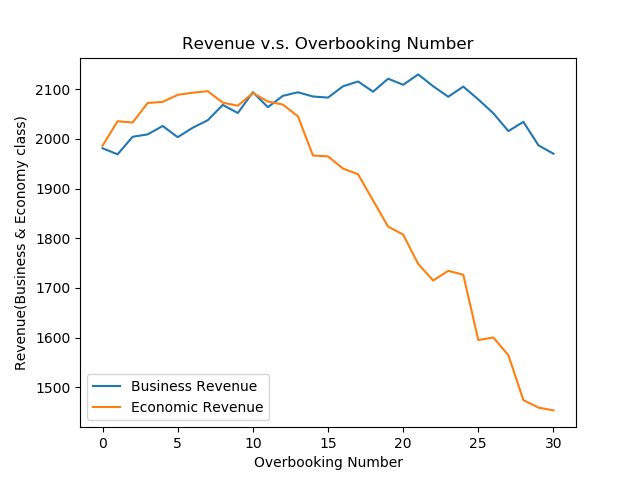 Revenue v.s. Overbooking Number
Revenue(Business & Economy class)
2100
2000
1900
1800
1700
1600
1500
Business Revenue
Economic Revenue
0 5 10 15 20 25 30
Overbooking Number